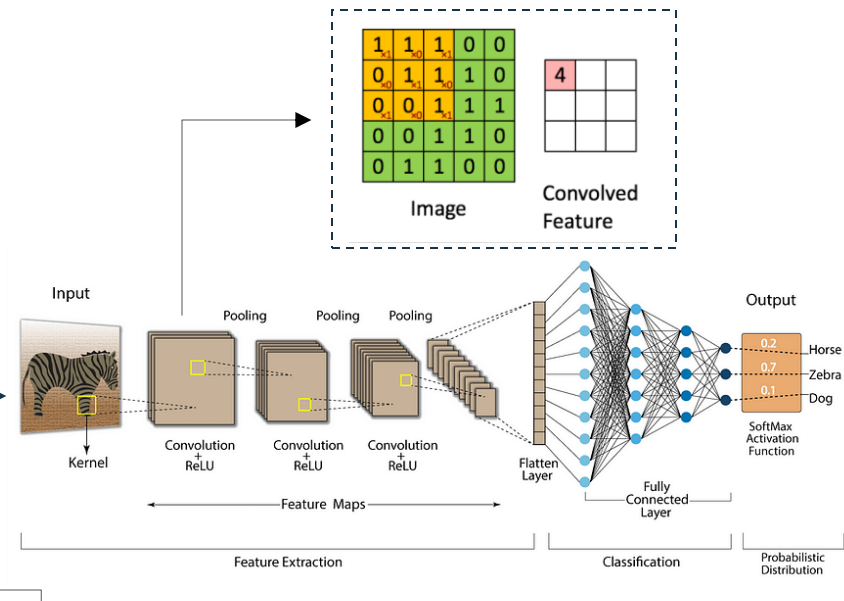 1×1 1×0 1×1 0 0
0×0 1×1 1×0 1 0
0×1 0×0 1×1 1 1
0 0 1 1 0
0 1 1 0 0
4
Image
Convolved
Feature
Input
Pooling
Pooling
Pooling
Output
0.2
Horse
0.7
Zebra
0.1
Dog
Kernel
Convolution
+
ReLU
Convolution
+
ReLU
Convolution
+
ReLU
Flatten
Layer
SoftMax
Activation
Function
Fully
Connected
Layer
Feature Maps
Feature Extraction
Classification
Probabilistic
Distribution